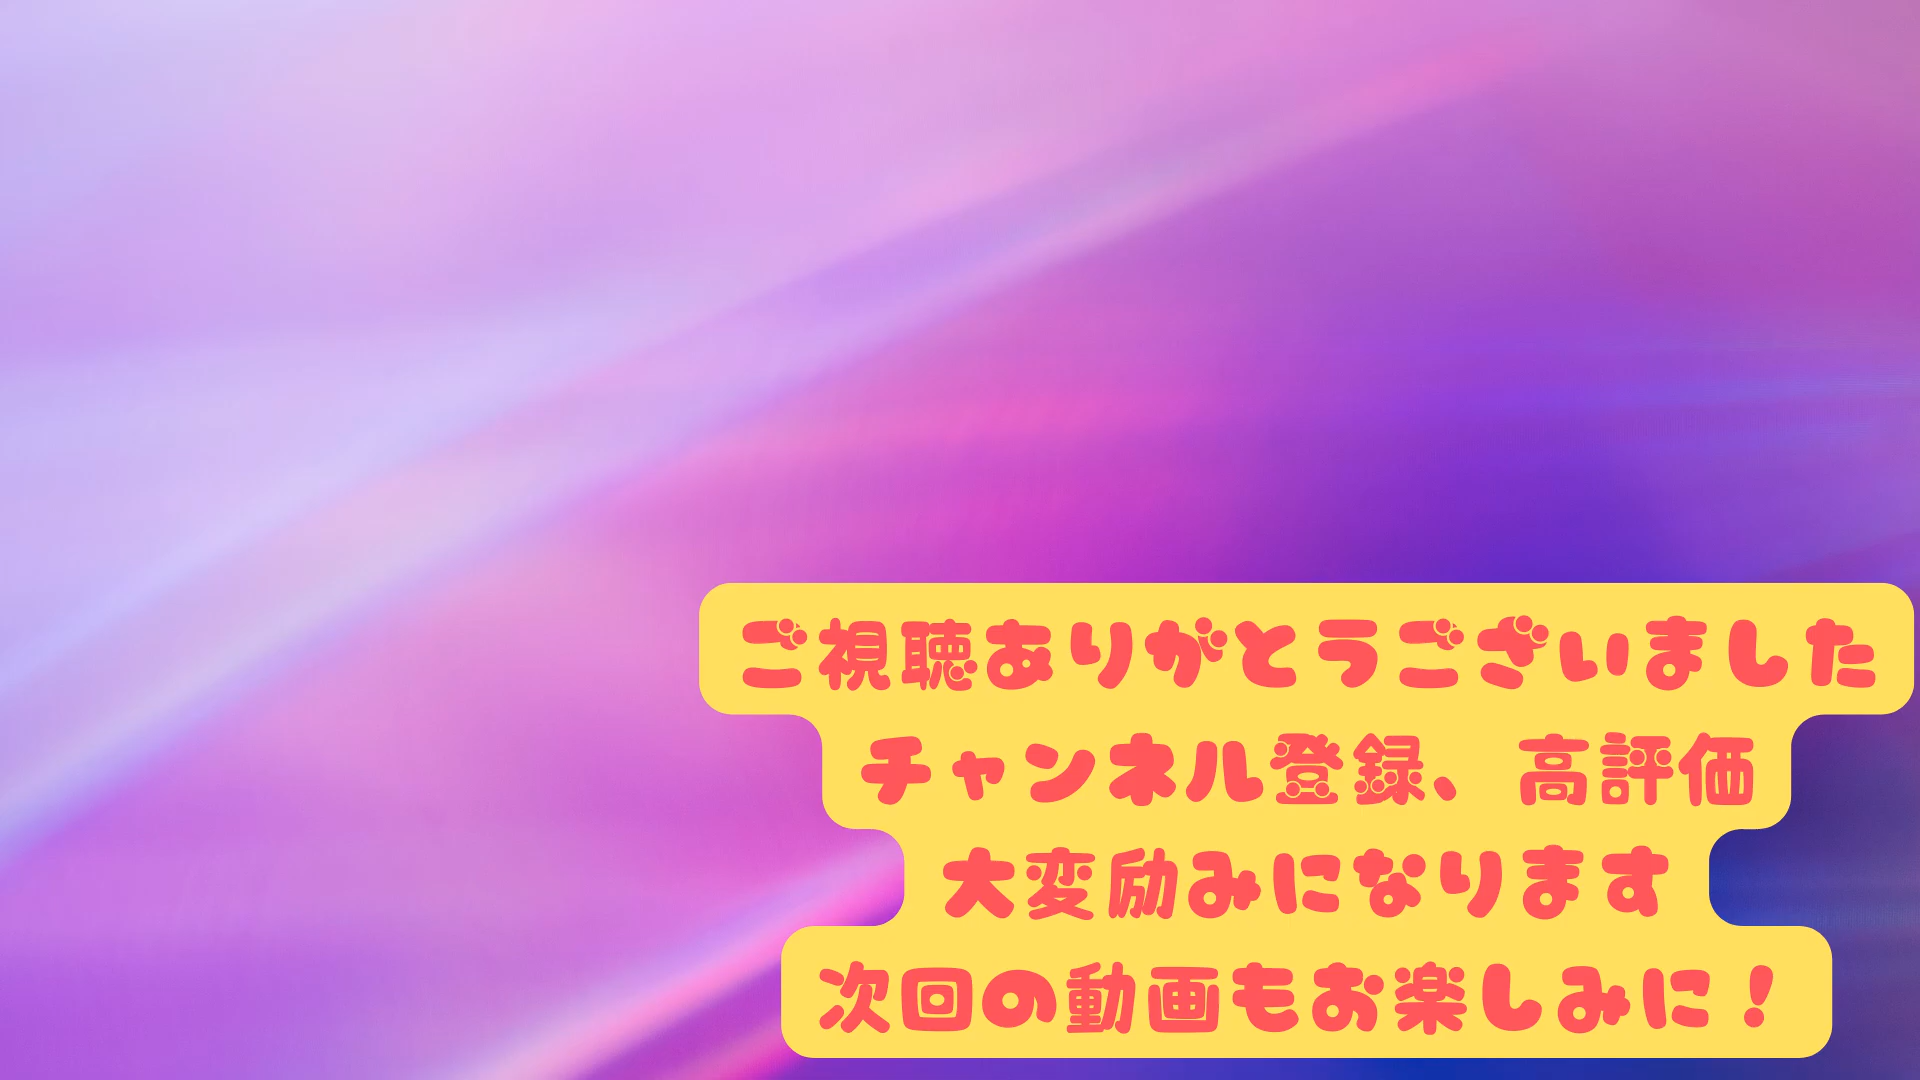 ご視聴ありがとうございました
チャンネル登録、高評価
大変励みになります
次回の動画もお楽しみに！